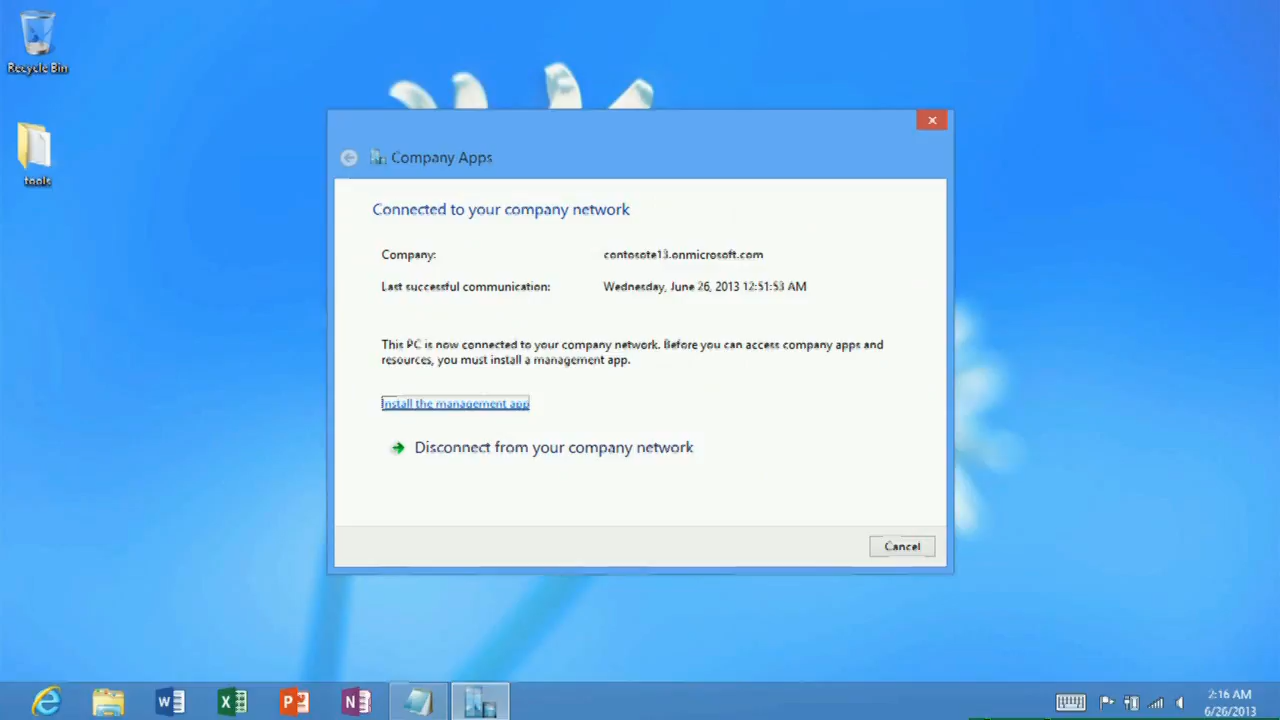 Recycle Bin
tools
Company Apps
Connected to your company network
Company: contosote13.onmicrosoft.com
Last successful communication: Wednesday, June 26, 2013 12:51:53 AM
This PC is now connected to your company network. Before you can access company apps and
resources, you must install a management app.
Install the management app
Disconnect from your company network
Cancel
2:16 AM
6/26/2013